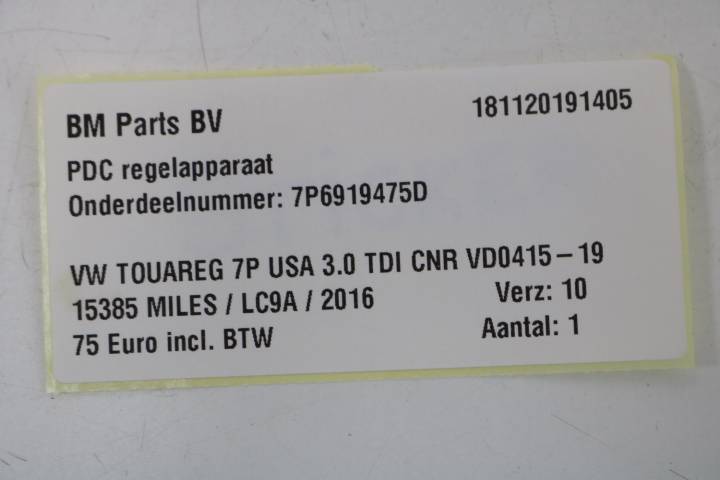 BM Parts BV 181120191405
PDC regelapparaat
Onderdeelnummer: 7P6919475D
VW TOUAREG 7P USA 3.0 TDI CNR VD0415-19
15385 MILES / LC9A / 2016 Verz: 10
75 Euro incl. BTW Aantal: 1